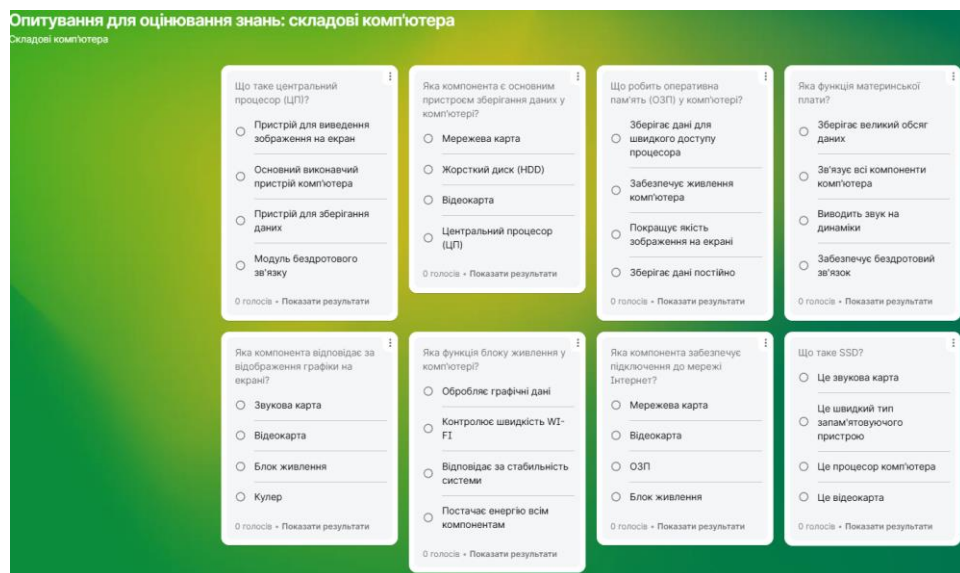 Опитування для оцінювання знань: складові комп'ютера
Складові комп'ютера
Що таке центральний
процесор (ЦП)?
Пристрій для виведення
зображення на екран
Основний виконавчий
пристрій комп'ютера
Пристрій для зберігання
даних
Модуль бездротового
зв'язку
0 голосів • Показати результати
Яка компонента є основним
пристроєм зберігання даних у
комп'ютері?
Мережева карта
Жорсткий диск (HDD)
Відеокарта
Центральний процесор
(ЦП)
0 голосів • Показати результати
Що робить оперативна
пам'ять (ОЗП) у комп'ютері?
Зберігає дані для
швидкого доступу
процесора
Забезпечує живлення
комп'ютера
Покращує якість
зображення на екрані
Зберігає дані постійно
0 голосів • Показати результати
Яка функція материнської
плати?
Зберігає великий обсяг
даних
Зв'язує всі компоненти
комп'ютера
Виводить звук на
динаміки
Забезпечує бездротовий
зв'язок
0 голосів • Показати результати
Яка компонента відповідає за
відображення графіки на
екрані?
Звукова карта
Відеокарта
Блок живлення
Кулер
0 голосів • Показати результати
Яка функція блоку живлення у
комп'ютері?
Обробляє графічні дані
Контролює швидкість WI-
FI
Відповідає за стабільність
системи
Постачає енергію всім
компонентам
0 голосів • Показати результати
Яка компонента забезпечує
підключення до мережі
Інтернет?
Мережева карта
Відеокарта
ОЗП
Блок живлення
0 голосів • Показати результати
Що таке SSD?
Це звукова карта
Це швидкий тип
запам'ятовуючого
пристрою
Це процесор комп'ютера
Це відеокарта
0 голосів • Показати результати